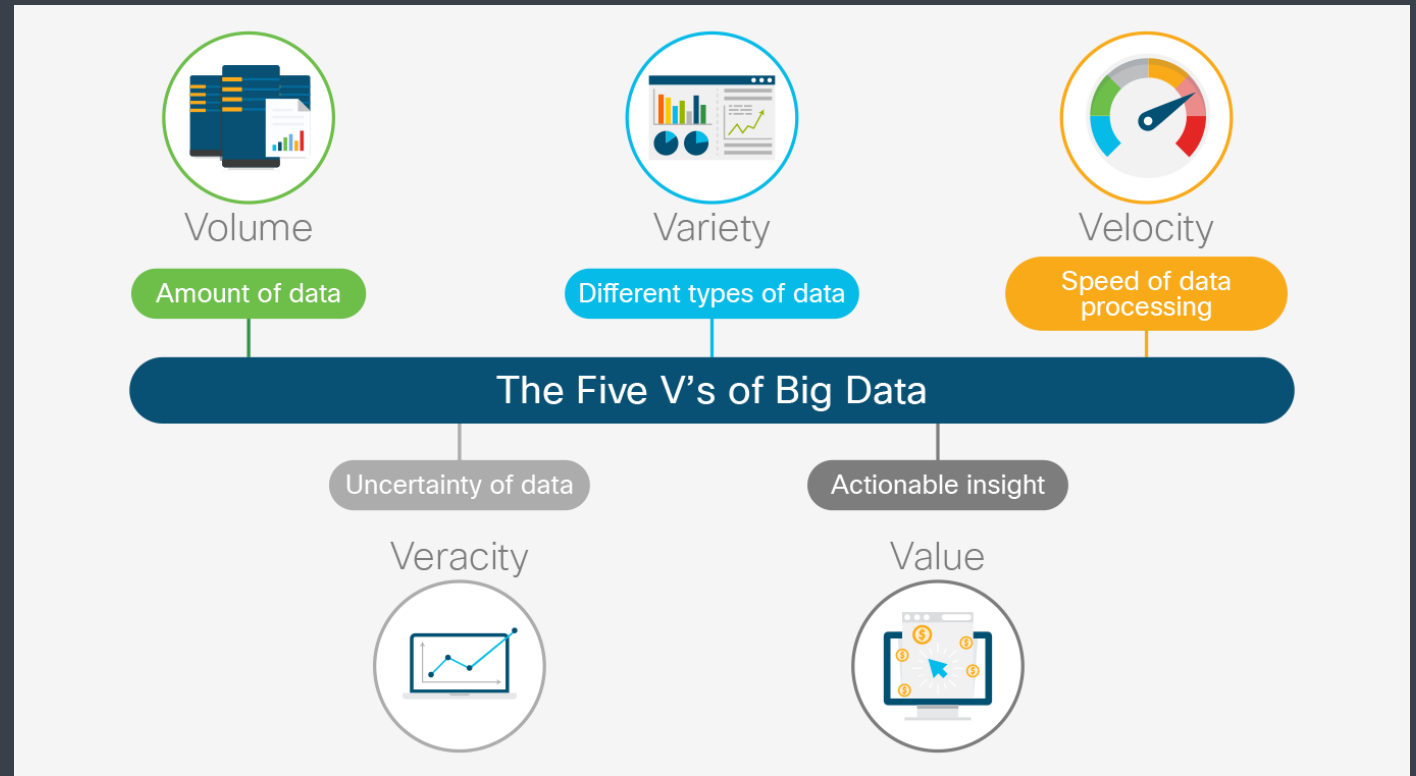 Volume
Variety
Velocity
Amount of data
Different types of data
Speed of data
processing
The Five V’s of Big Data
Uncertainty of data
Actionable insight
Veracity
Value
$
$
$
$
$